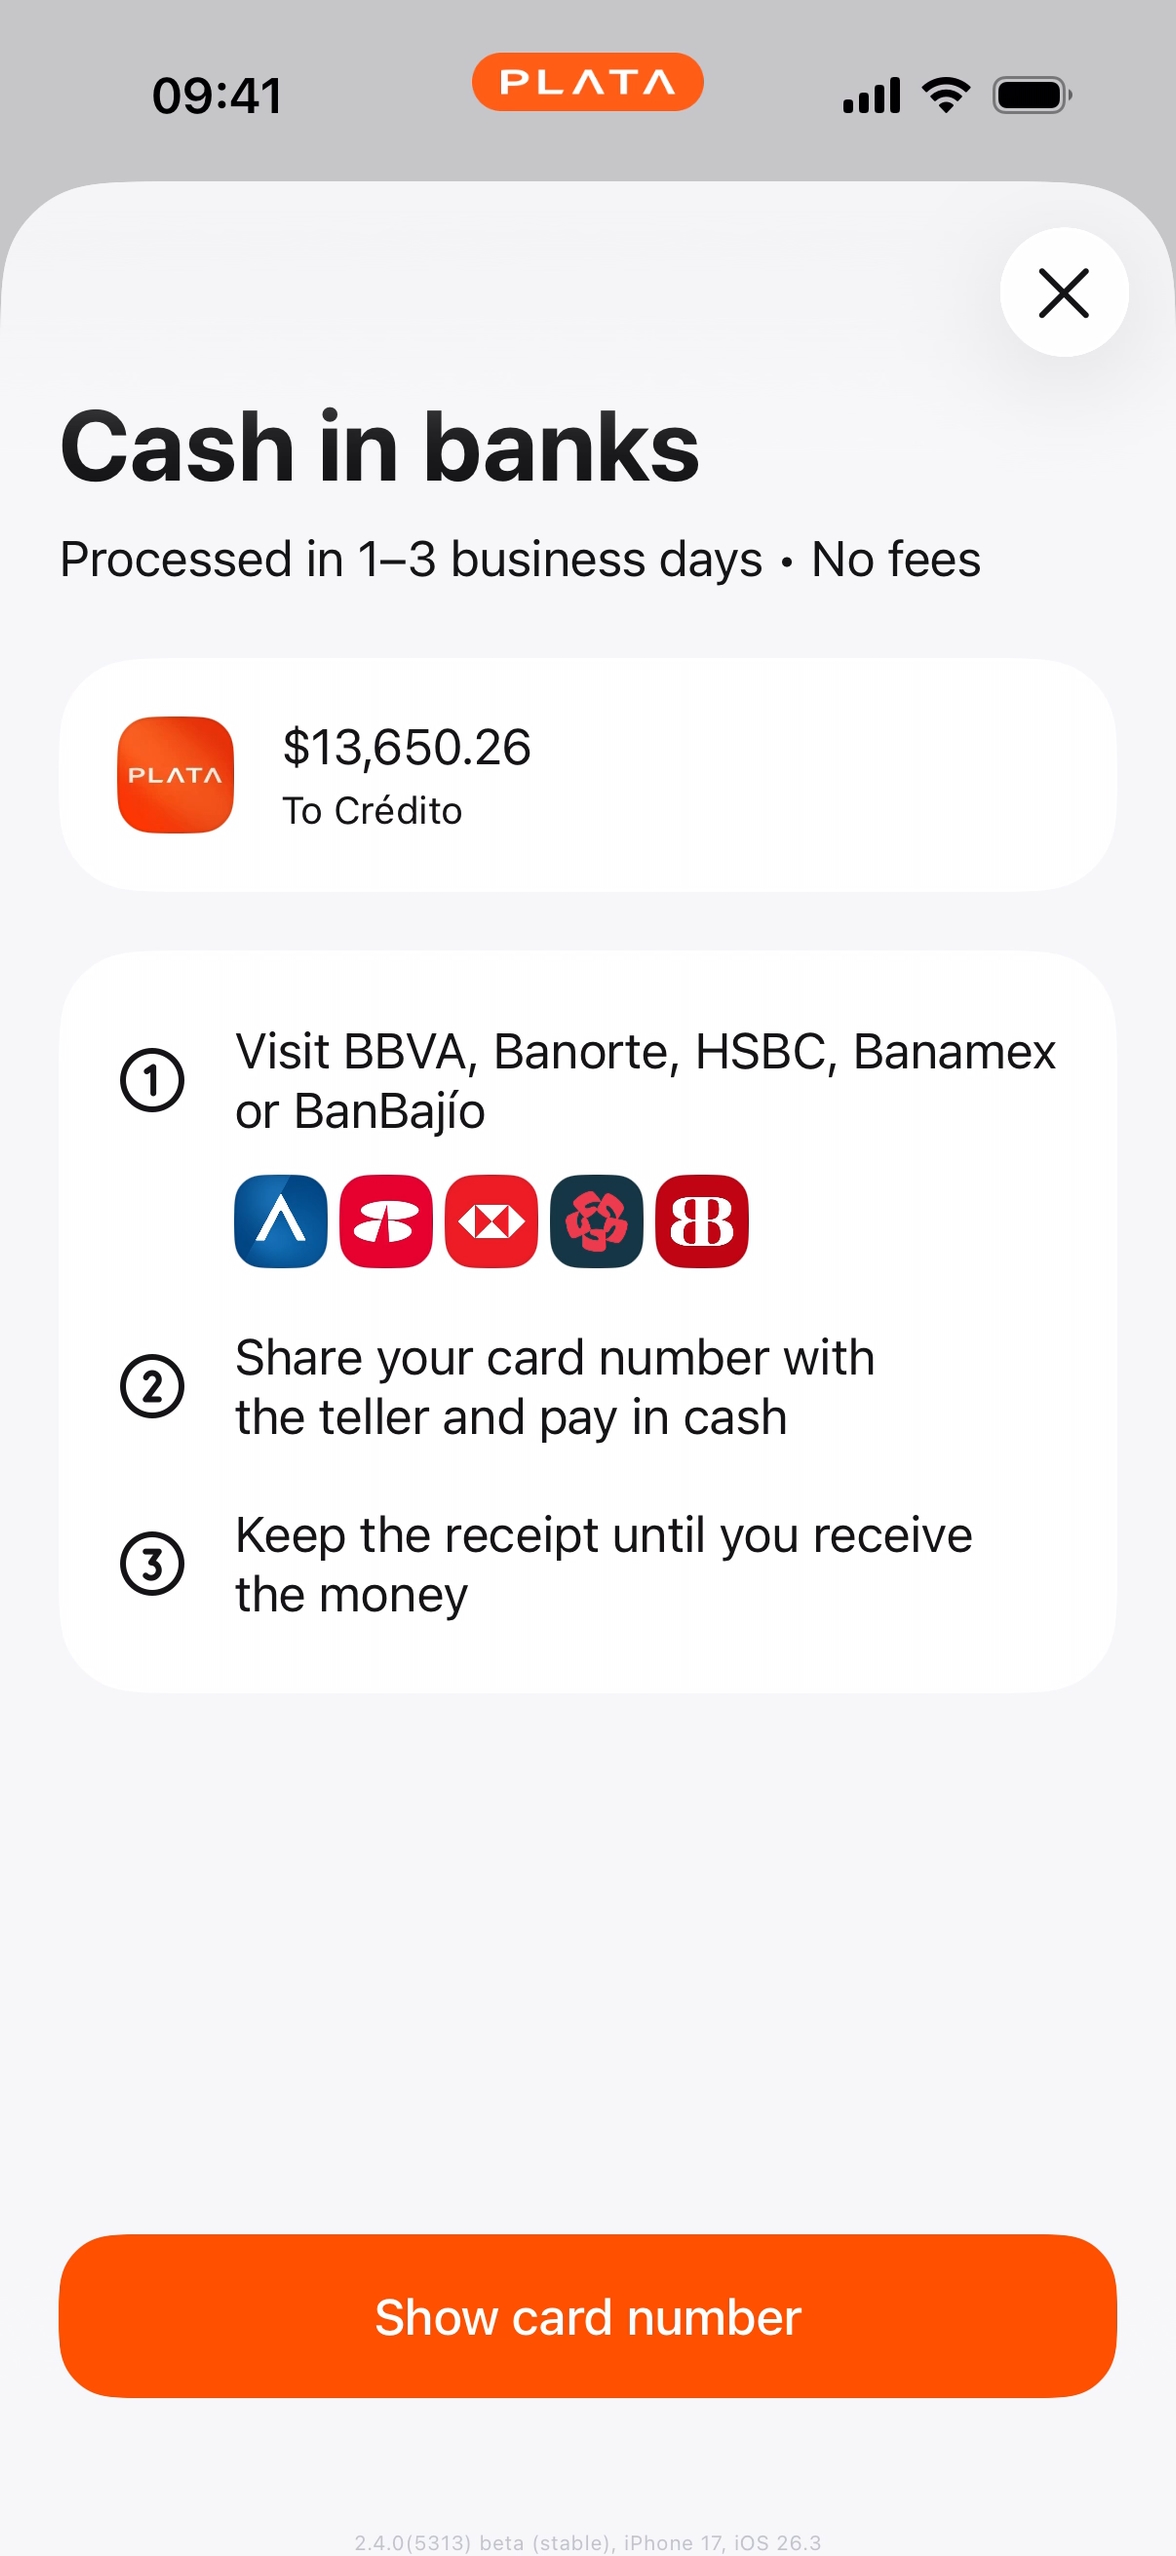 09:41
PLATA
Cash in banks
Processed in 1–3 business days • No fees
PLATA
$13,650.26
To Crédito
1
Visit BBVA, Banorte, HSBC, Banamex
or BanBajío
2
Share your card number with
the teller and pay in cash
3
Keep the receipt until you receive
the money
Show card number
2.4.0(5313) beta (stable), iPhone 17, iOS 26.3